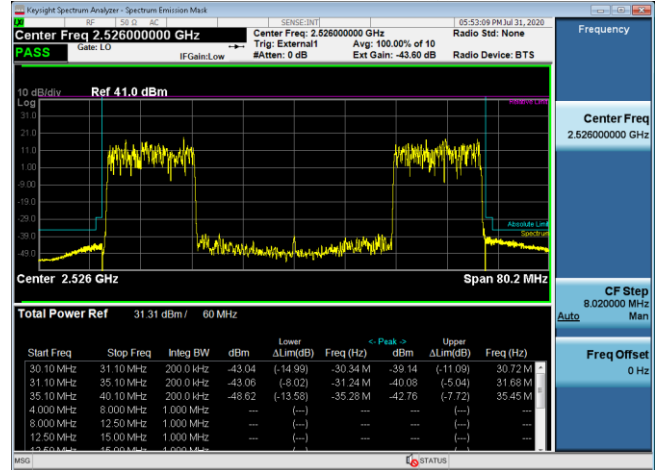 Keysight Spectrum Analyzer - Spectrum Emission Mask
RF 50 Ω AC SENSE:INT 05:53:09 PM Jul 31, 2020
Center Freq 2.526000000 GHz Center Freq: 2.526000000 GHz Radio Std: None
PASS Gate: LO IFGain:Low Trig: External1 Avg: 100.00% of 10
#Atten: 0 dB Ext Gain: -43.60 dB Radio Device: BTS
10 dB/div Ref 41.0 dBm
Log
Relative Limit
31.0
21.0
11.0
1.00
-9.00
-19.0
-29.0
Absolute Limit
-39.0
Spectrum
-49.0
Center 2.526 GHz Span 80.2 MHz
Total Power Ref 31.31 dBm / 60 MHz
Lower <- Peak -> Upper
Start Freq Stop Freq Integ BW dBm ΔLim(dB) Freq (Hz) dBm ΔLim(dB) Freq (Hz)
30.10 MHz 31.10 MHz 200.0 kHz -43.04 (-14.99) -30.34 M -39.14 (-11.09) 30.72 M
31.10 MHz 35.10 MHz 200.0 kHz -43.06 (-8.02) -31.24 M -40.08 (-5.04) 31.68 M
35.10 MHz 40.10 MHz 200.0 kHz -48.62 (-13.58) -35.28 M -42.76 (-7.72) 35.45 M
4.000 MHz 8.000 MHz 1.000 MHz --- (---) --- (---)
8.000 MHz 12.50 MHz 1.000 MHz --- (---) --- (---)
12.50 MHz 15.00 MHz 1.000 MHz --- (---) --- (---)
MSG STATUS
Frequency
Center Freq
2.526000000 GHz
CF Step
8.020000 MHz
Auto Man
Freq Offset
0 Hz